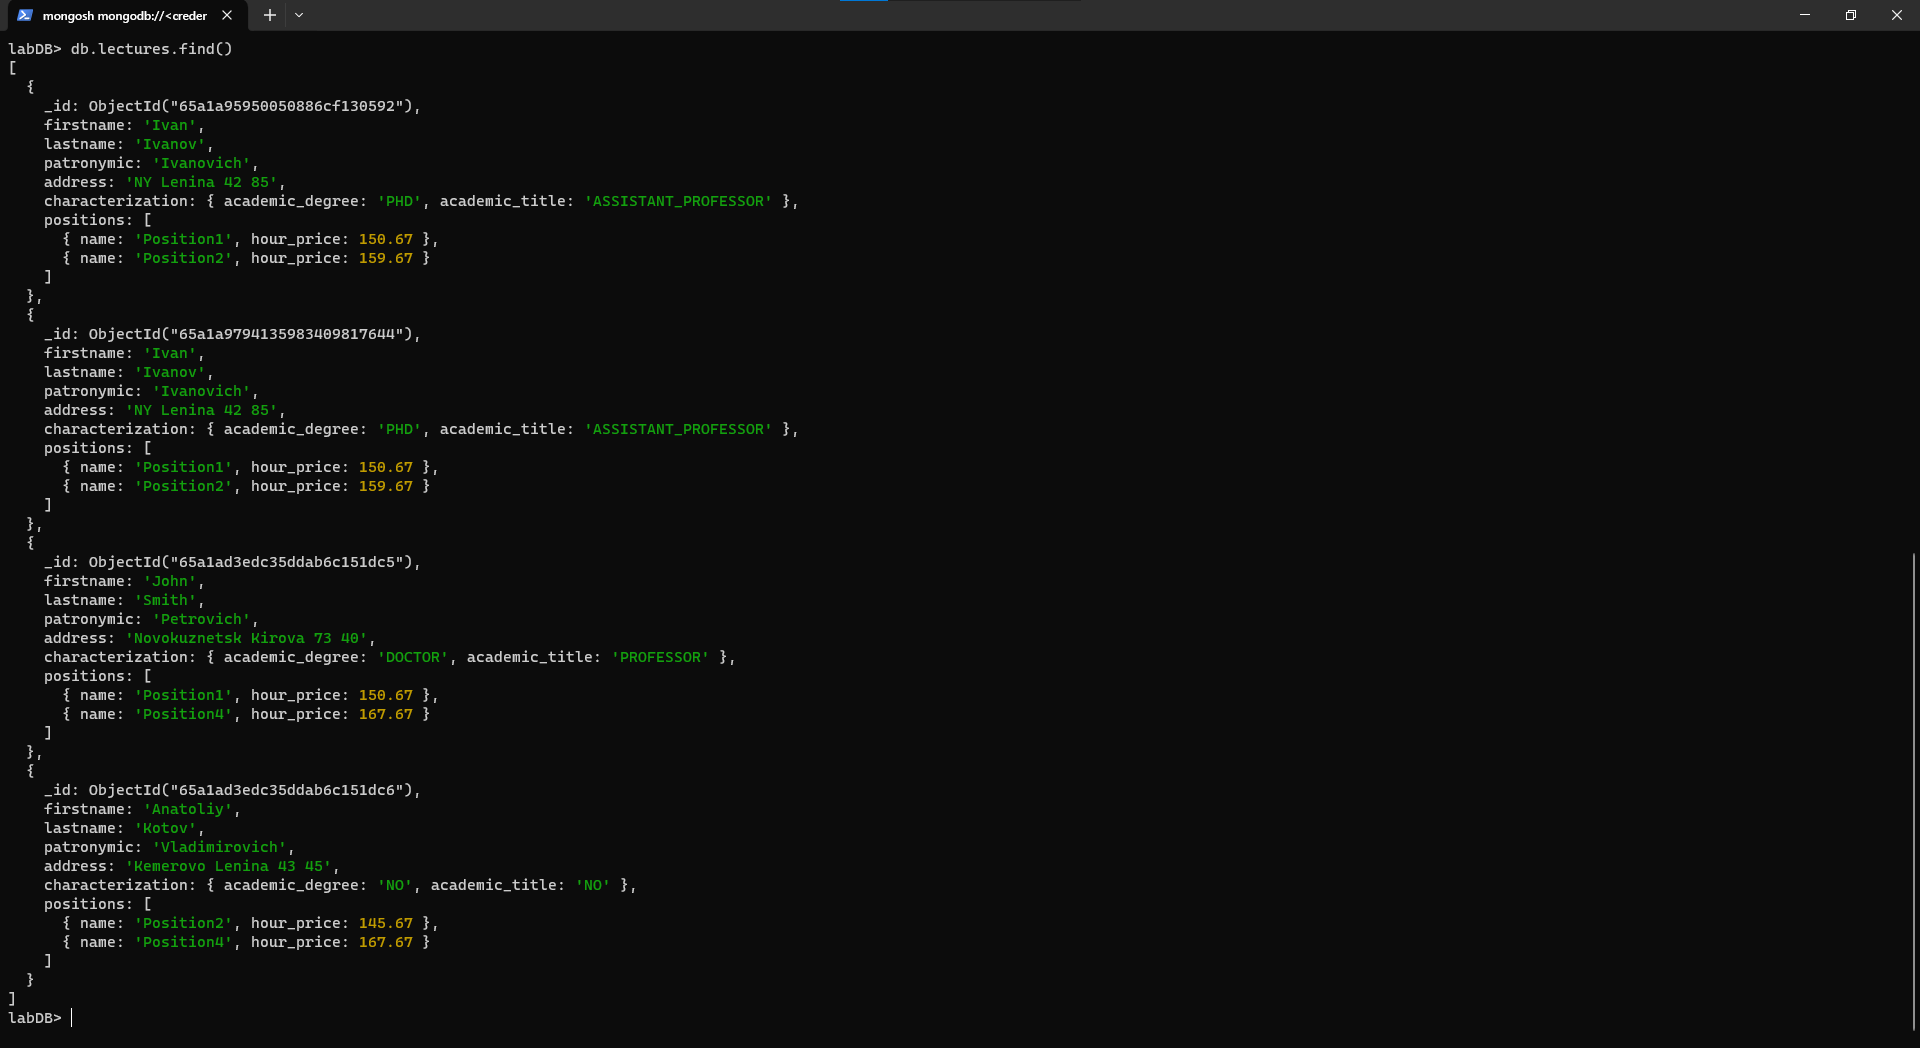 mongosh mongodb://<creder
labDB> db.lectures.find()
[
  {
    _id: ObjectId("65a1a95950050886cf130592"),
    firstname: 'Ivan',
    lastname: 'Ivanov',
    patronymic: 'Ivanovich',
    address: 'NY Lenina 42 85',
    characterization: { academic_degree: 'PHD', academic_title: 'ASSISTANT_PROFESSOR' },
    positions: [
      { name: 'Position1', hour_price: 150.67 },
      { name: 'Position2', hour_price: 159.67 }
    ]
  },
  {
    _id: ObjectId("65a1a9794135983409817644"),
    firstname: 'Ivan',
    lastname: 'Ivanov',
    patronymic: 'Ivanovich',
    address: 'NY Lenina 42 85',
    characterization: { academic_degree: 'PHD', academic_title: 'ASSISTANT_PROFESSOR' },
    positions: [
      { name: 'Position1', hour_price: 150.67 },
      { name: 'Position2', hour_price: 159.67 }
    ]
  },
  {
    _id: ObjectId("65a1ad3edc35ddab6c151dc5"),
    firstname: 'John',
    lastname: 'Smith',
    patronymic: 'Petrovich',
    address: 'Novokuznetsk Kirova 73 40',
    characterization: { academic_degree: 'DOCTOR', academic_title: 'PROFESSOR' },
    positions: [
      { name: 'Position1', hour_price: 150.67 },
      { name: 'Position4', hour_price: 167.67 }
    ]
  },
  {
    _id: ObjectId("65a1ad3edc35ddab6c151dc6"),
    firstname: 'Anatoliy',
    lastname: 'Kotov',
    patronymic: 'Vladimirovich',
    address: 'Kemerovo Lenina 43 45',
    characterization: { academic_degree: 'NO', academic_title: 'NO' },
    positions: [
      { name: 'Position2', hour_price: 145.67 },
      { name: 'Position4', hour_price: 167.67 }
    ]
  }
]
labDB>